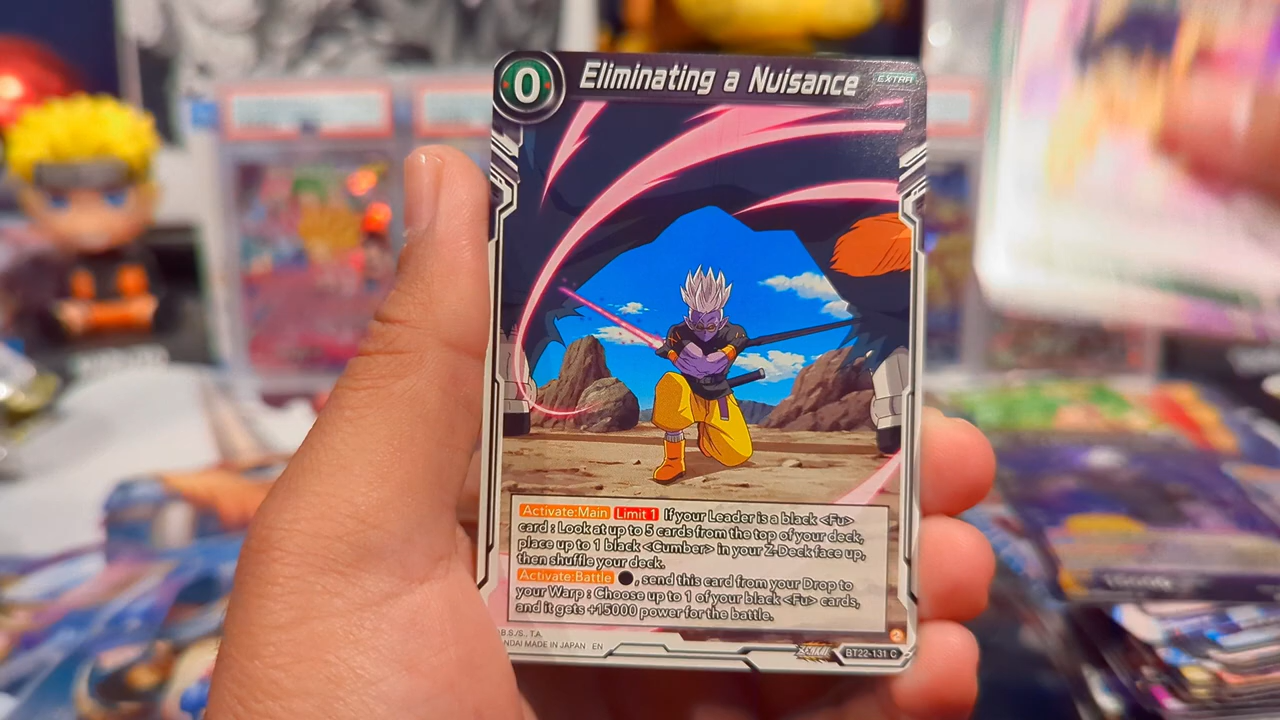 0 Eliminating a Nuisance EXTRA
Activate:Main Limit 1 If your Leader is a black <Fu>
card : Look at up to 5 cards from the top of your deck,
place up to 1 black <Cumber> in your Z-Deck face up,
then shuffle your deck.
Activate:Battle ●, send this card from your Drop to
your Warp : Choose up to 1 of your black <Fu> cards,
and it gets +15000 power for the battle.
B.S./S., T.A.
NDAI MADE IN JAPAN EN
BT22-131 C